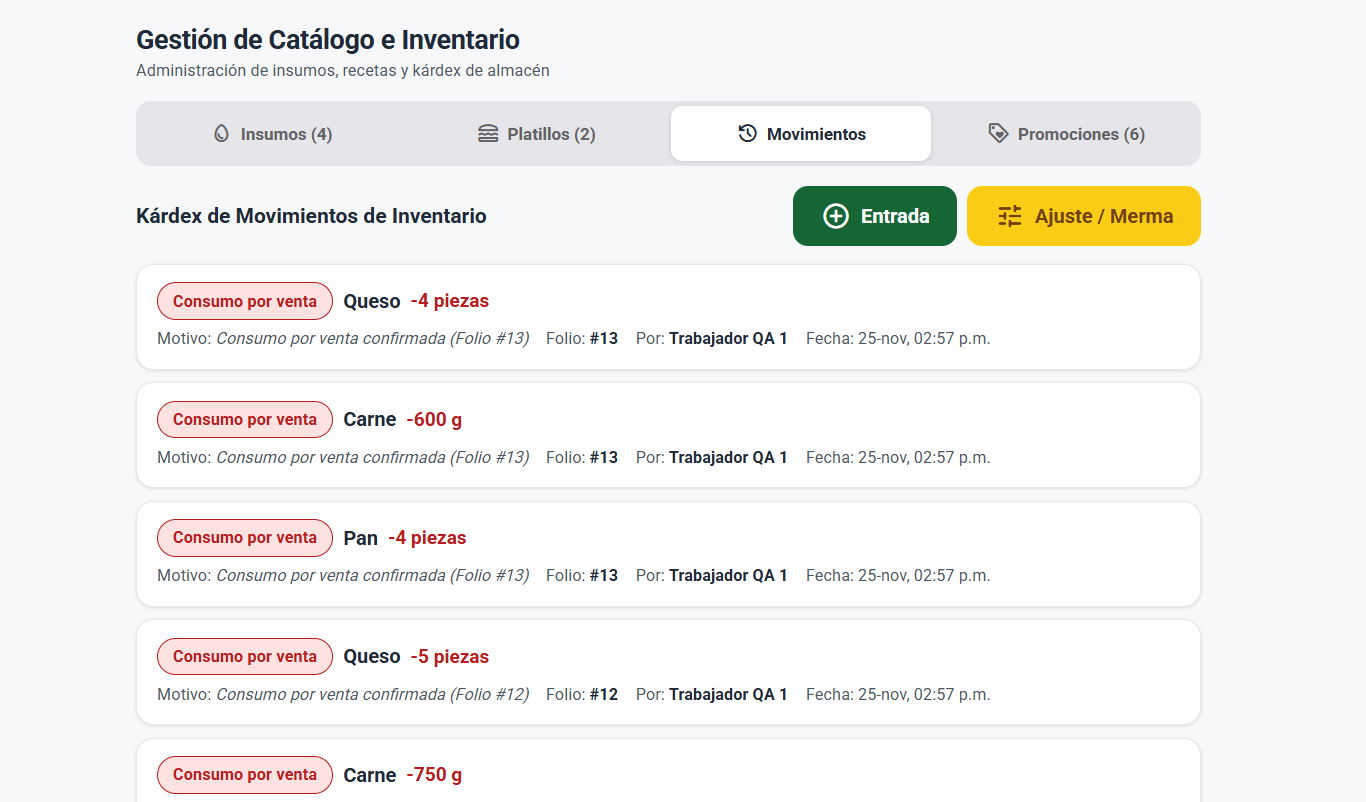 Gestión de Catálogo e Inventario
Administración de insumos, recetas y kárdex de almacén
Insumos (4) Platillos (2) Movimientos Promociones (6)
Kárdex de Movimientos de Inventario Entrada Ajuste / Merma
Consumo por venta Queso -4 piezas
Motivo: Consumo por venta confirmada (Folio #13) Folio: #13 Por: Trabajador QA 1 Fecha: 25-nov, 02:57 p.m.
Consumo por venta Carne -600 g
Motivo: Consumo por venta confirmada (Folio #13) Folio: #13 Por: Trabajador QA 1 Fecha: 25-nov, 02:57 p.m.
Consumo por venta Pan -4 piezas
Motivo: Consumo por venta confirmada (Folio #13) Folio: #13 Por: Trabajador QA 1 Fecha: 25-nov, 02:57 p.m.
Consumo por venta Queso -5 piezas
Motivo: Consumo por venta confirmada (Folio #12) Folio: #12 Por: Trabajador QA 1 Fecha: 25-nov, 02:57 p.m.
Consumo por venta Carne -750 g